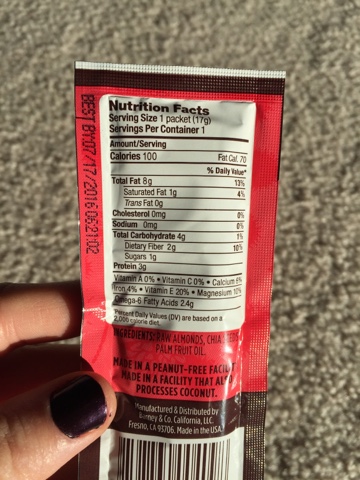 BEST BY:07/17/2016 0621:02
Nutrition Facts
Serving Size 1 packet (17g)
Servings Per Container 1
Amount/Serving
Calories 100 Fat Cal. 70
% Daily Value*
Total Fat 8g 13%
Saturated Fat 1g 4%
Trans Fat 0g
Cholesterol 0mg 0%
Sodium 0mg 0%
Total Carbohydrate 4g 1%
Dietary Fiber 2g 10%
Sugars 1g
Protein 3g
Vitamin A 0% • Vitamin C 0% • Calcium 6%
Iron 4% • Vitamin E 20% • Magnesium 10%
Omega-6 Fatty Acids 2.4g
*Percent Daily Values (DV) are based on a
2,000 calorie diet.
INGREDIENTS: RAW ALMONDS, CHIA SEEDS,
PALM FRUIT OIL.
MADE IN A PEANUT-FREE FACILITY
MADE IN A FACILITY THAT ALSO
PROCESSES COCONUT.
Manufactured & Distributed by
Barney & Co. California, LLC.
Fresno, CA 93706. Made in the USA.